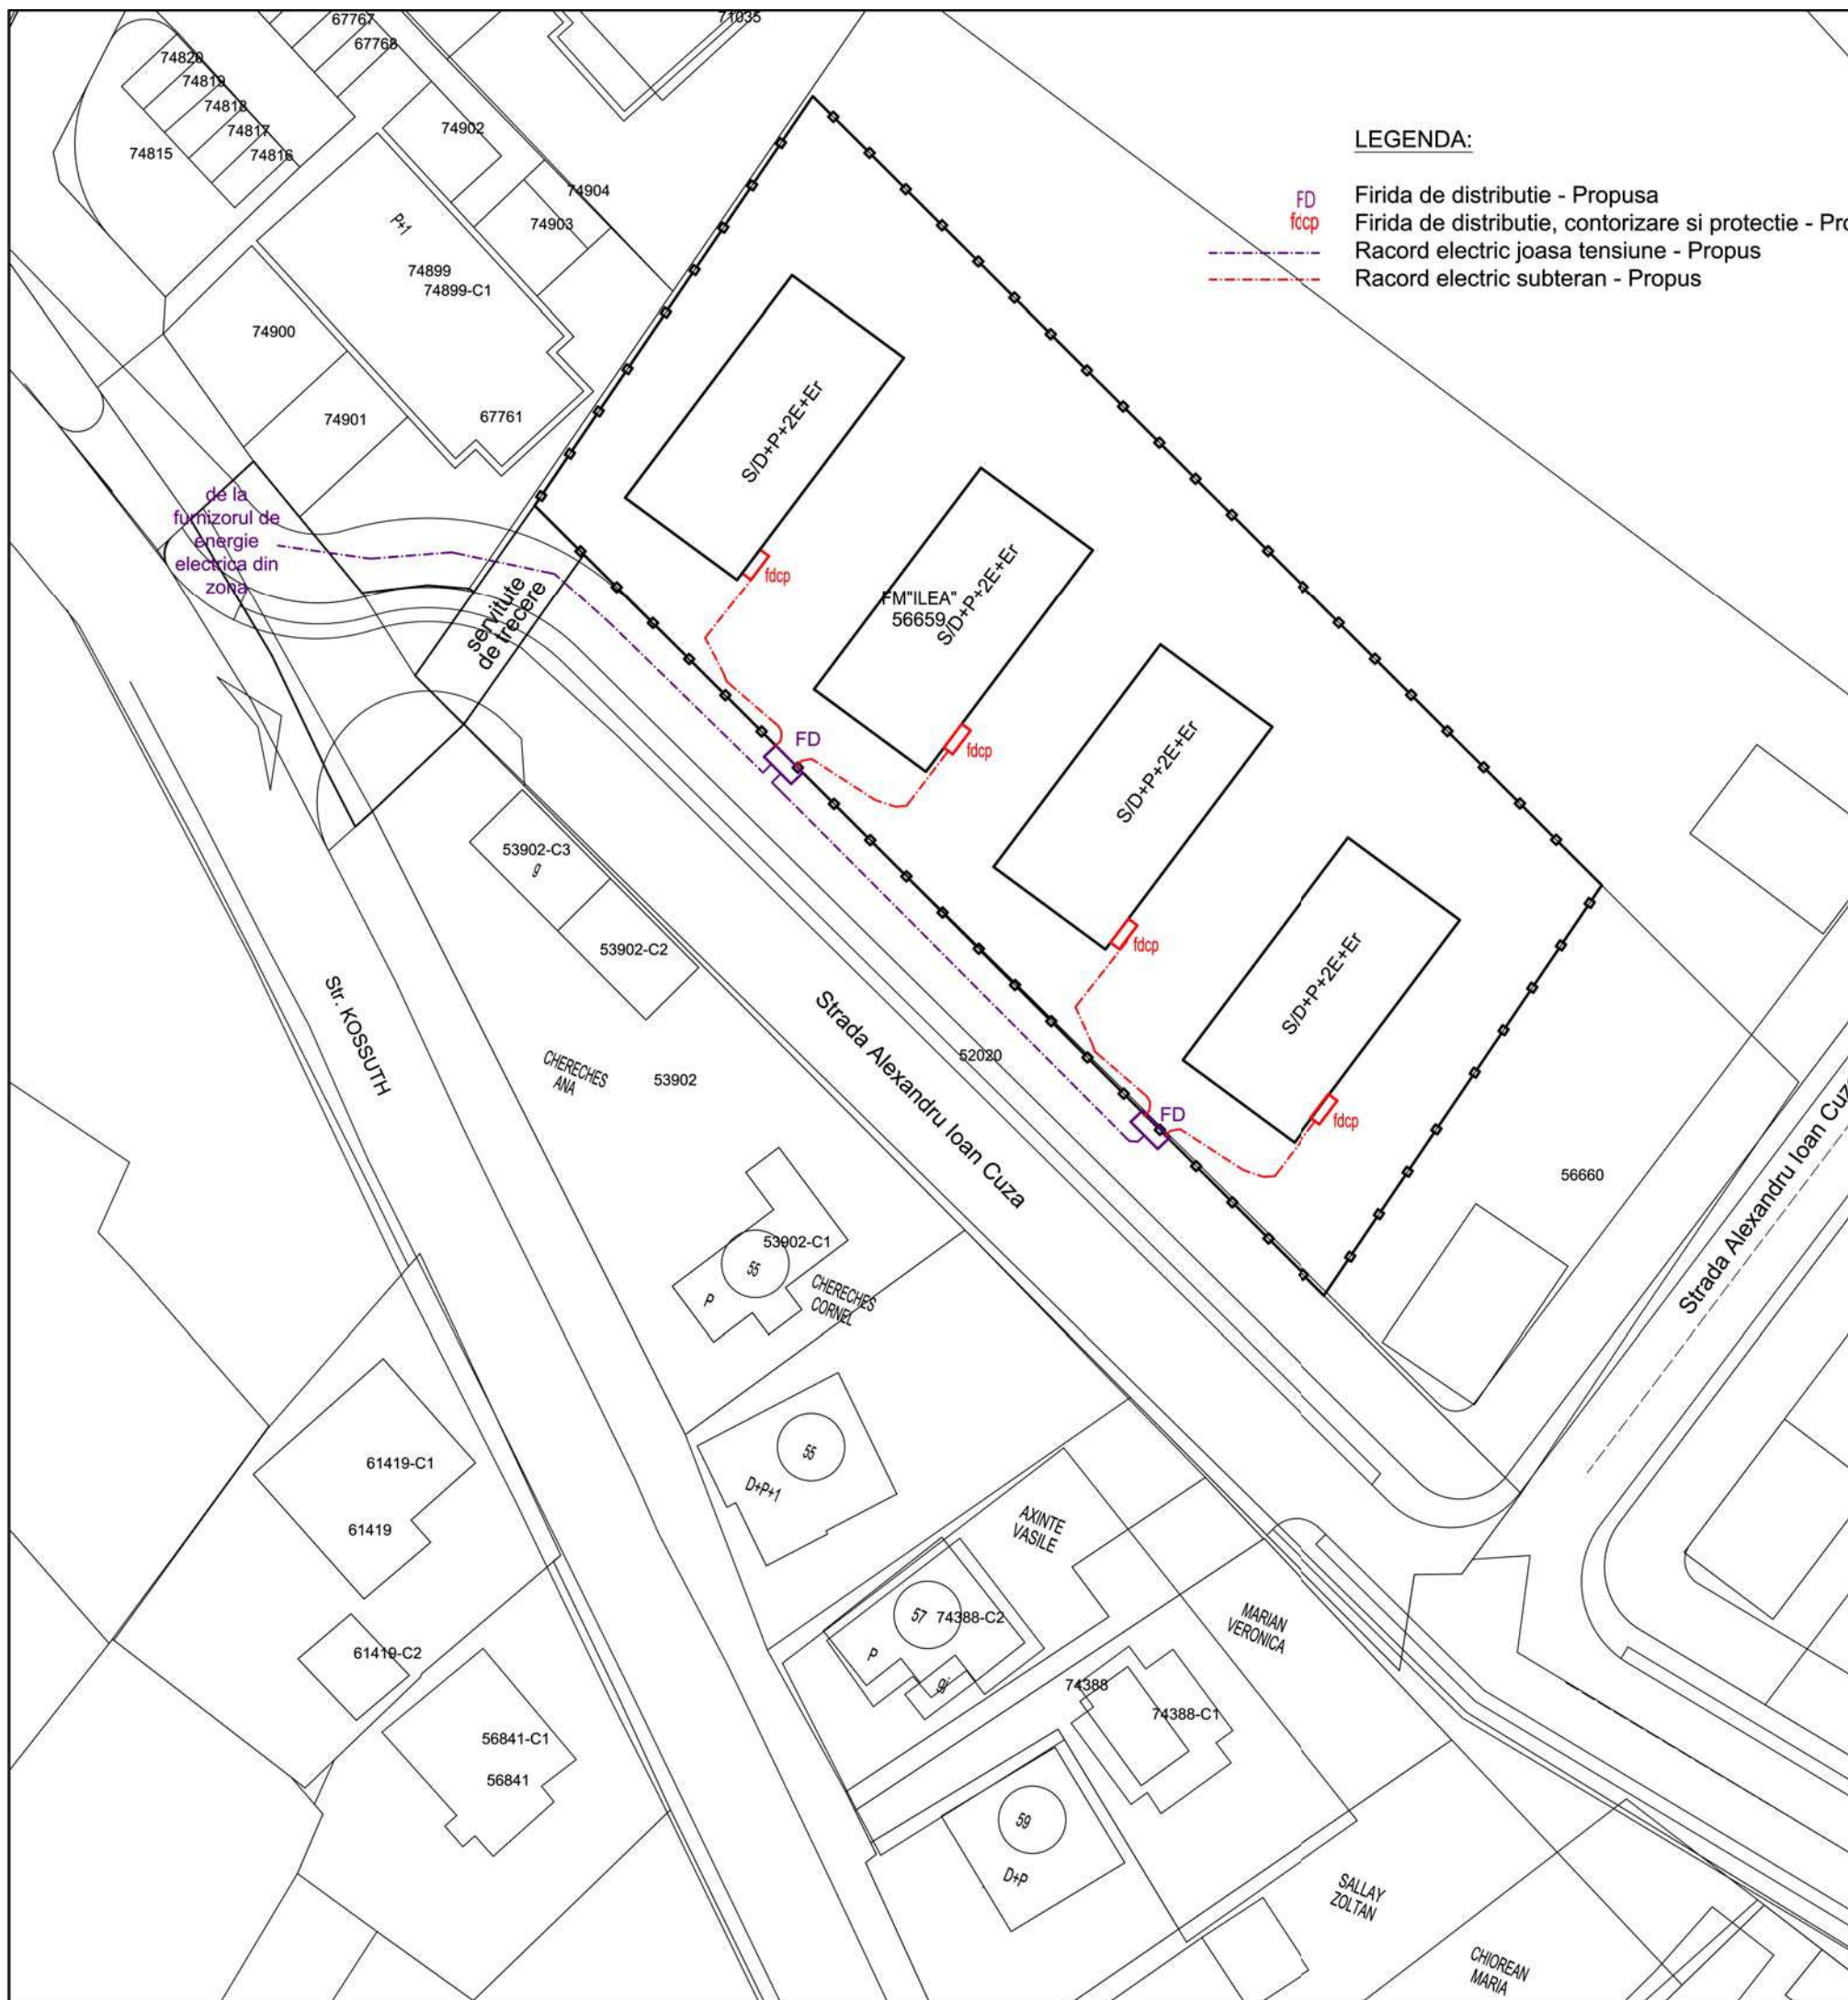 67767
67768
71035
74820
74819
74818
74817
74816
74815
74902
74904
74903
P+1
74899
74899-C1
74900
74901
67761
LEGENDA:
FD Firida de distributie - Propusa
fdcp Firida de distributie, contorizare si protectie - Pro
Racord electric joasa tensiune - Propus
Racord electric subteran - Propus
de la
furnizorul de
energie
electrica din
zona
servitute
de trecere
S/D+P+2E+Er
fdcp
FM"ILEA"
56659
S/D+P+2E+Er
fdcp
FD
S/D+P+2E+Er
fdcp
S/D+P+2E+Er
fdcp
FD
53902-C3
g
53902-C2
Str. KOSSUTH
CHERECHES
ANA
53902
Strada Alexandru Ioan Cuza
52020
56660
Strada Alexandru Ioan Cuz
53902-C1
55
P
CHERECHES
CORNEL
55
D+P+1
61419-C1
61419
61419-C2
56841-C1
56841
AXINTE
VASILE
57
74388-C2
P
gj
MARIAN
VERONICA
74388
74388-C1
59
D+P
SALLAY
ZOLTAN
CHIOREAN
MARIA